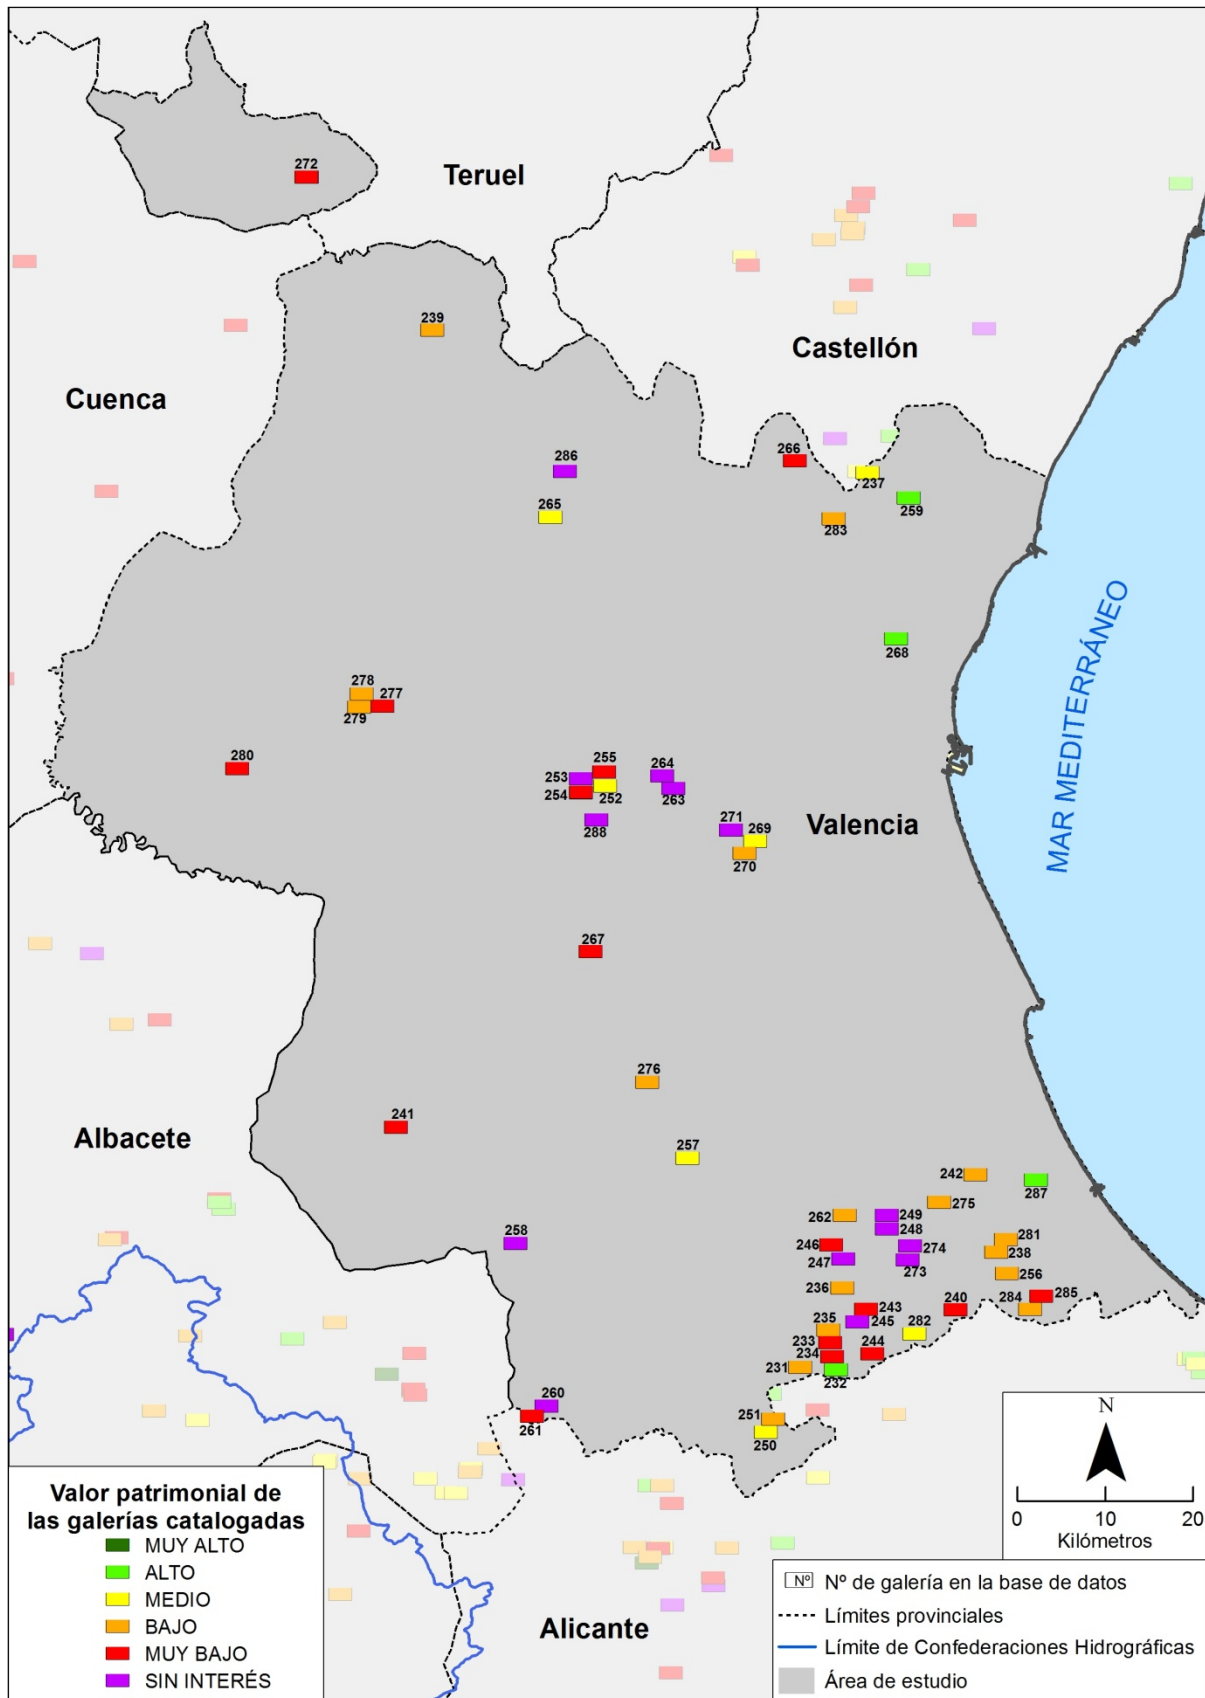 272
Teruel
239
Castellón
Cuenca
286
266
237
265
259
283
268
278
277
279
280
255
264
253
254
252
263
288
271
269
270
Valencia
MAR MEDITERRÁNEO
267
276
241
Albacete
257
242
287
275
262
249
248
258
246
274
281
247
238
273
256
236
243
284
285
240
235
245
282
233
234
244
231
232
260
251
261
250
N
0
10
20
Kilómetros
Valor patrimonial de
las galerías catalogadas
MUY ALTO
ALTO
MEDIO
BAJO
MUY BAJO
SIN INTERÉS
Alicante
Nº Nº de galería en la base de datos
Límites provinciales
Límite de Confederaciones Hidrográficas
Área de estudio